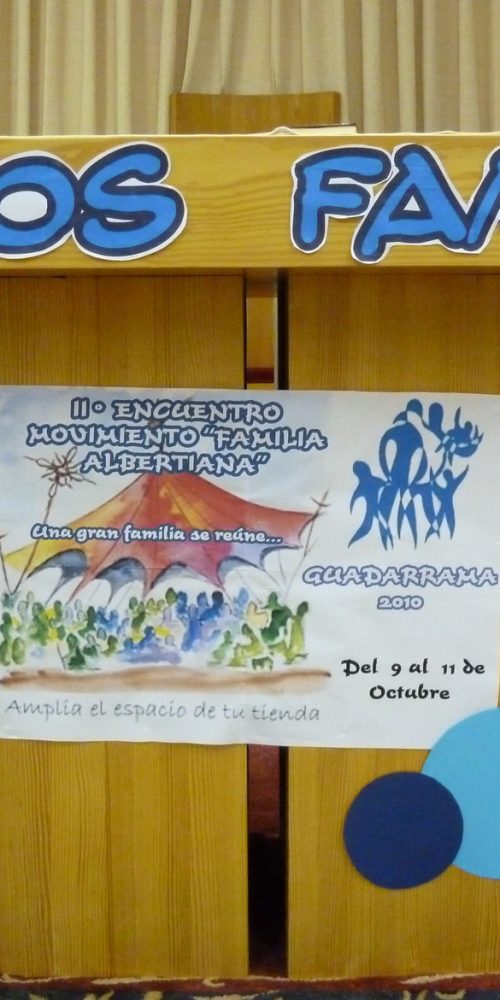 OS FA
II° ENCUENTRO
MOVIMIENTO "FAMILIA
ALBERTIANA"
Una gran familia se reúne...
GUADARRAMA
2010
Del 9 al 11 de
Octubre
Amplia el espacio de tu tienda